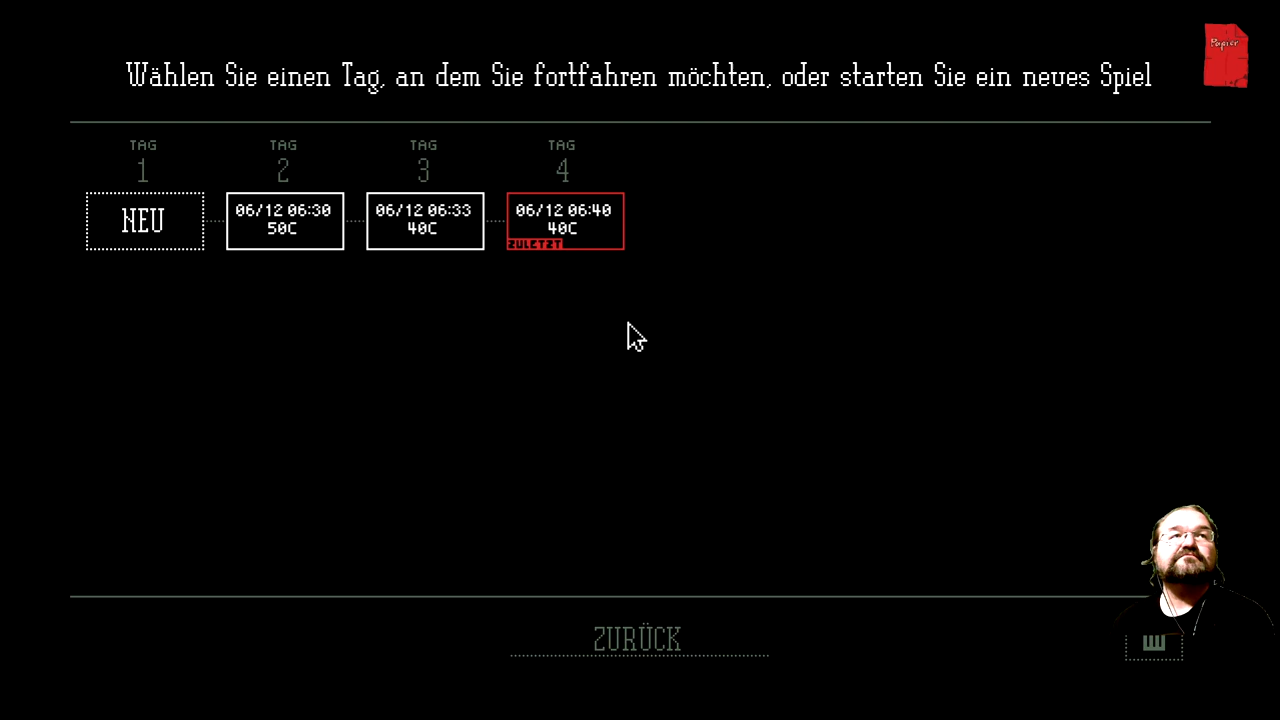 Papier
Wählen Sie einen Tag, an dem Sie fortfahren möchten, oder starten Sie ein neues Spiel
TAG TAG TAG TAG
1 2 3 4
NEU 06/12 06:30 06/12 06:33 06/12 06:40
50C 40C 40C
ZULETZT
ZURÜCK